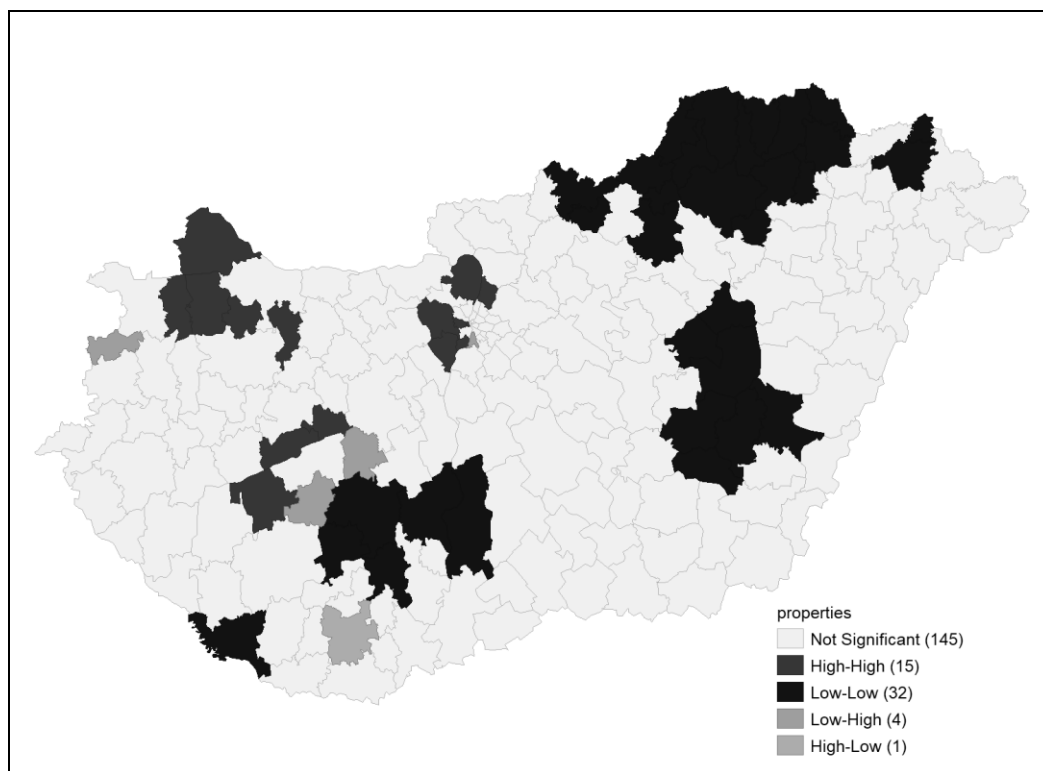 properties
Not Significant (145)
High-High (15)
Low-Low (32)
Low-High (4)
High-Low (1)